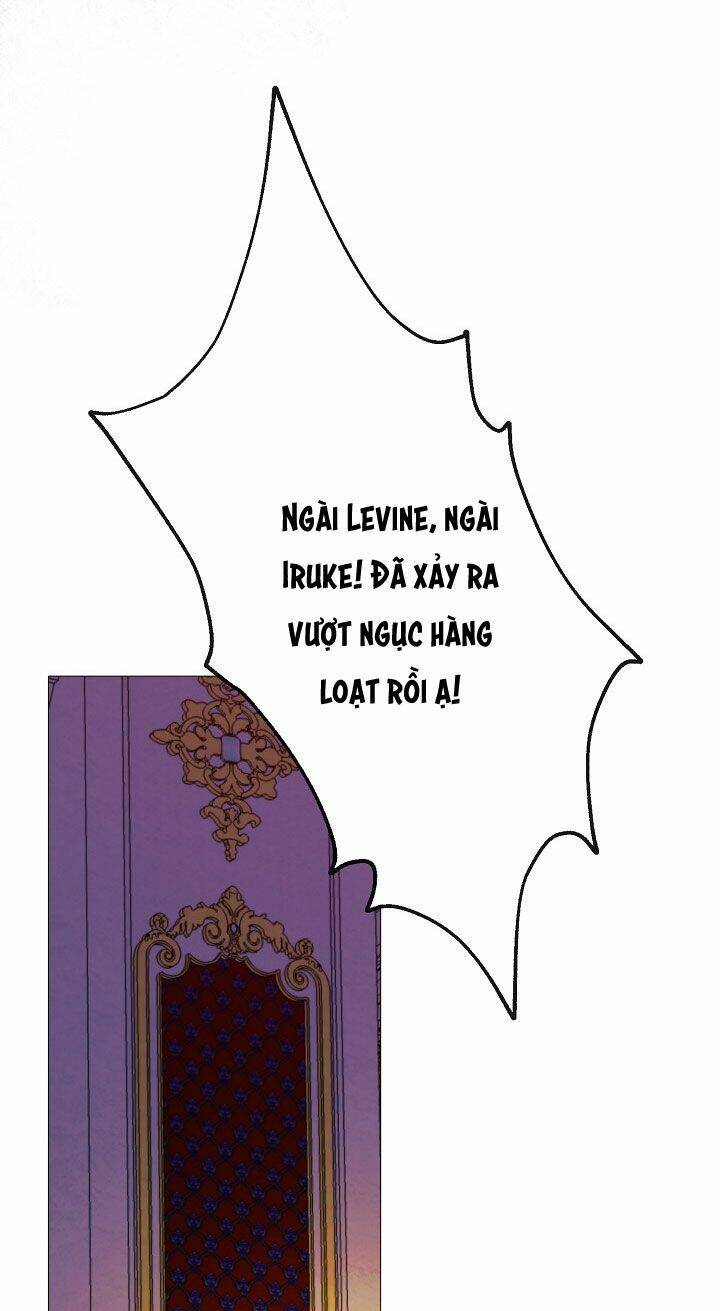 NGÀI LEVINE, NGÀI
IRUKE! ĐÃ XẢY RA
VƯỢT NGỤC HÀNG
LOẠT RỒI Ạ!